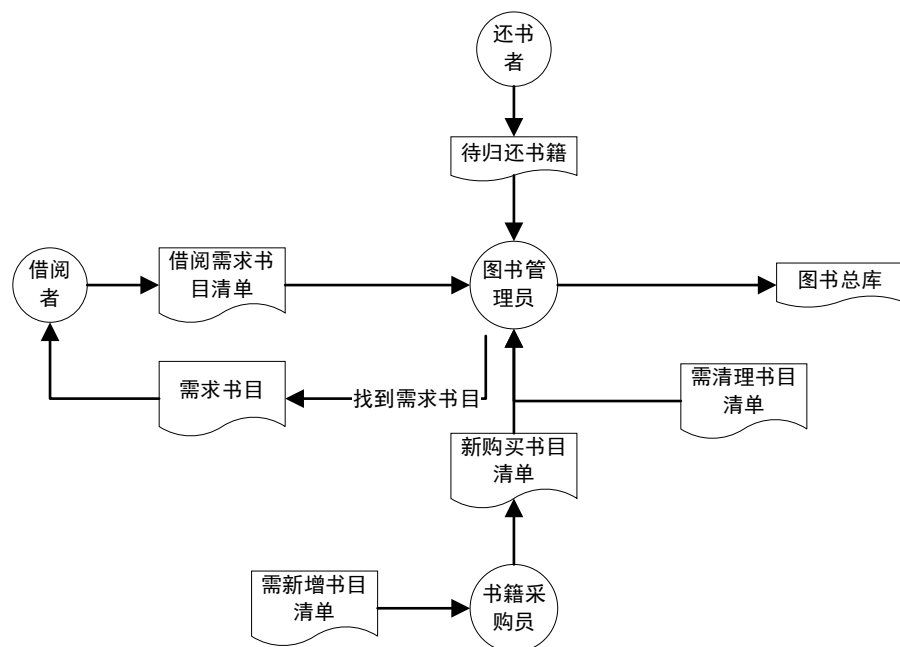 还书
者
待归还书籍
借阅
者
借阅需求书
目清单
图书管
理员
图书总库
需求书目
找到需求书目
需清理书目
清单
新购买书目
清单
需新增书目
清单
书籍采
购员